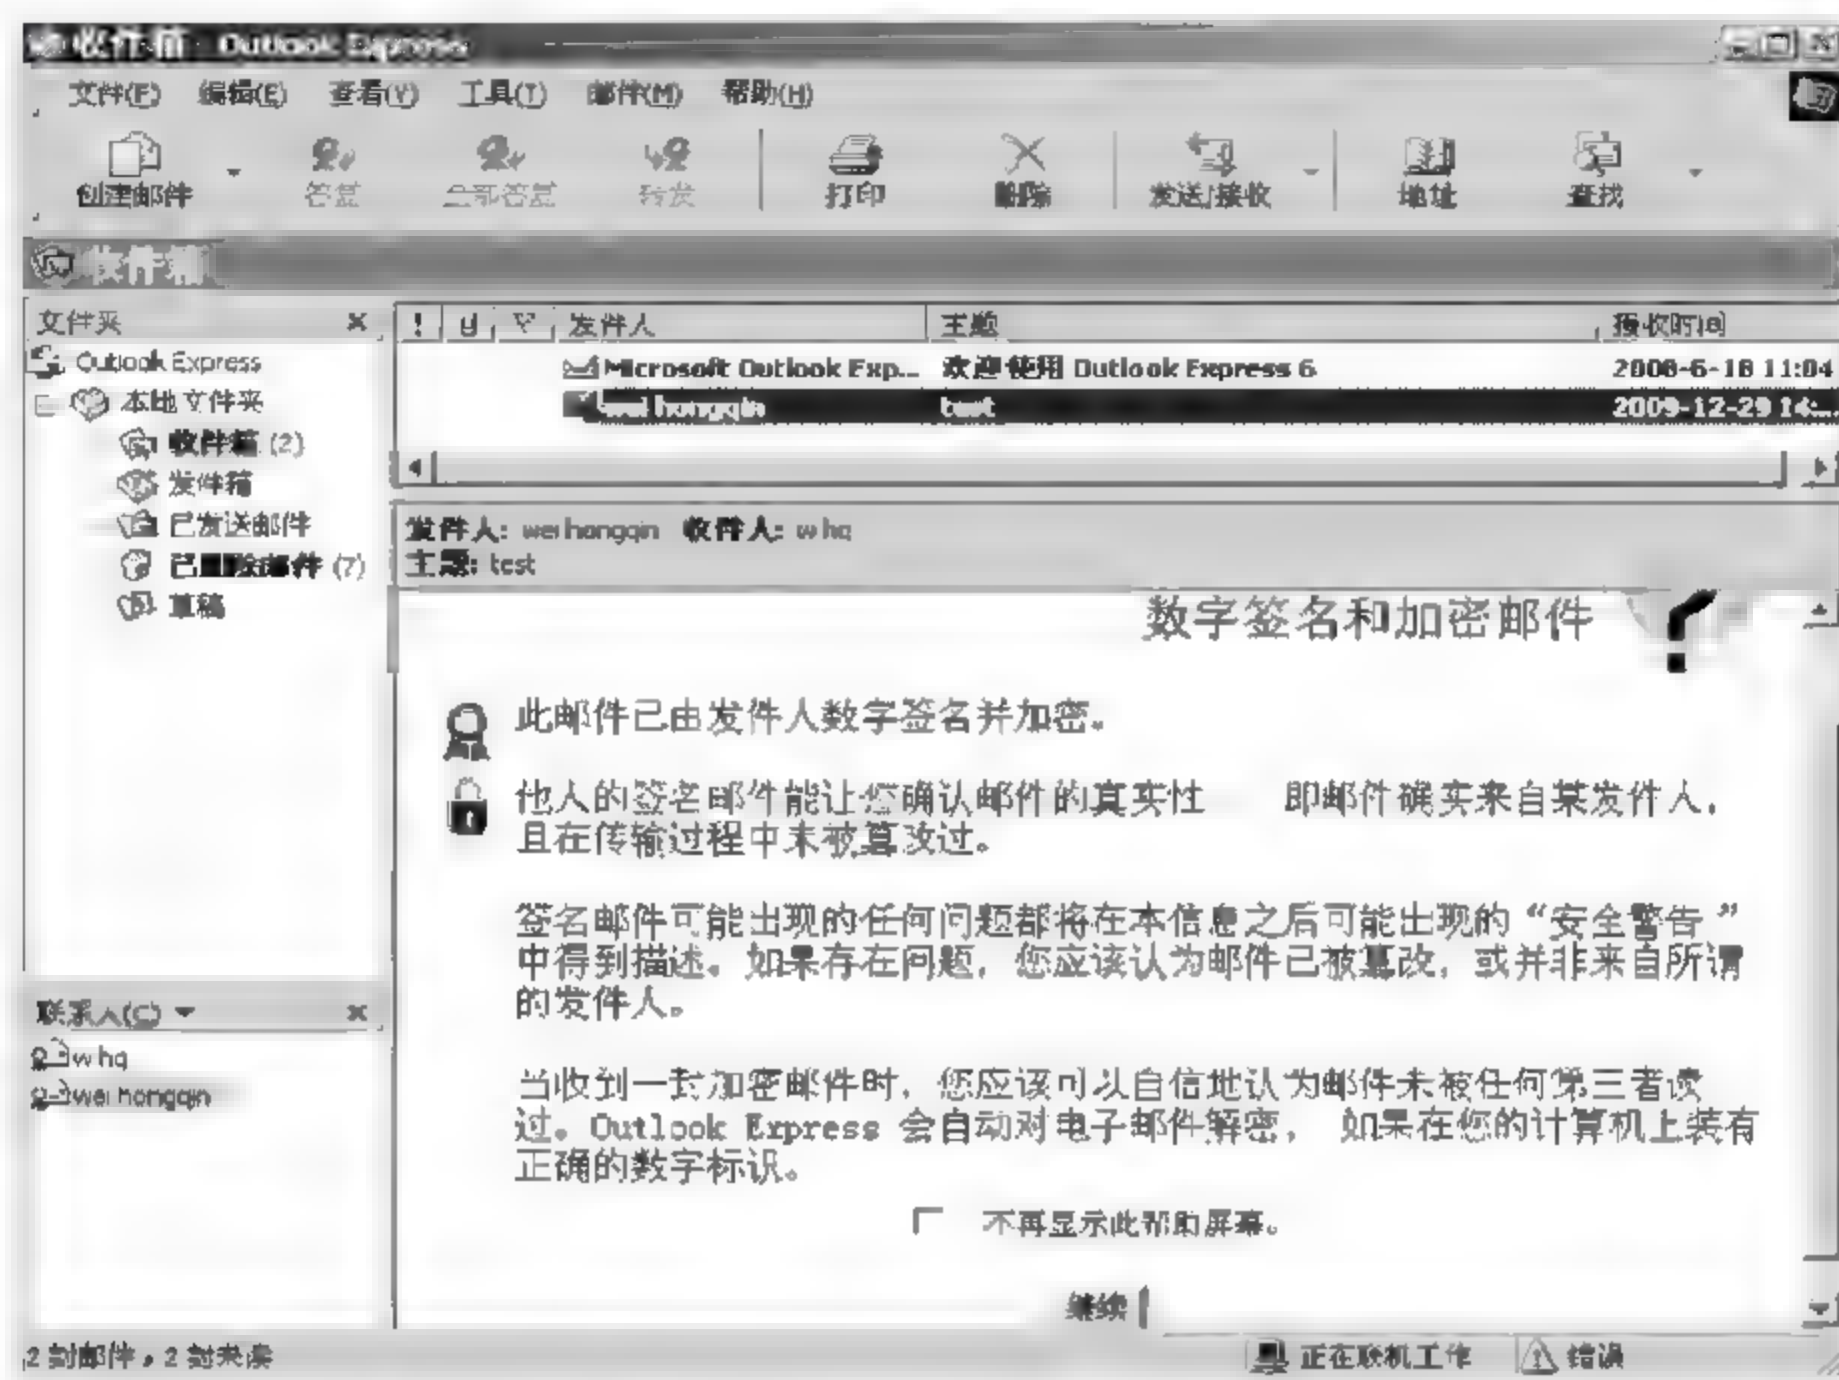 收件箱 - Outlook Express
文件(F) 编辑(E) 查看(V) 工具(T) 邮件(M) 帮助(H)
创建邮件 答复 全部答复 转发 打印 删除 发送/接收 地址 查找
收件箱
文件夹
Outlook Express
本地文件夹
收件箱 (2)
发件箱
已发送邮件
已删除邮件 (7)
草稿
! 发件人 主题 接收时间
Microsoft Outlook Exp... 欢迎使用 Outlook Express 6 2008-6-18 11:04
wei hongqin test 2009-12-29 14:...
发件人: wei hongqin 收件人: whq
主题: test
数字签名和加密邮件
此邮件已由发件人数字签名并加密。
他人的签名邮件能让您确认邮件的真实性 即邮件确实来自某发件人,
且在传输过程中未被篡改过。
签名邮件可能出现的任何问题都将在本信息之后可能出现的“安全警告”
中得到描述。如果存在问题, 您应该认为邮件已被篡改, 或并非来自所谓
的发件人。
当收到一封加密邮件时, 您应该可以自信地认为邮件未被任何第三者读
过。Outlook Express 会自动对电子邮件解密, 如果在您的计算机上装有
正确的数字标识。
不再显示此帮助屏幕。
继续
联系人(C)
whq
wei hongqin
2 封邮件, 2 封未读
正在联机工作 错误